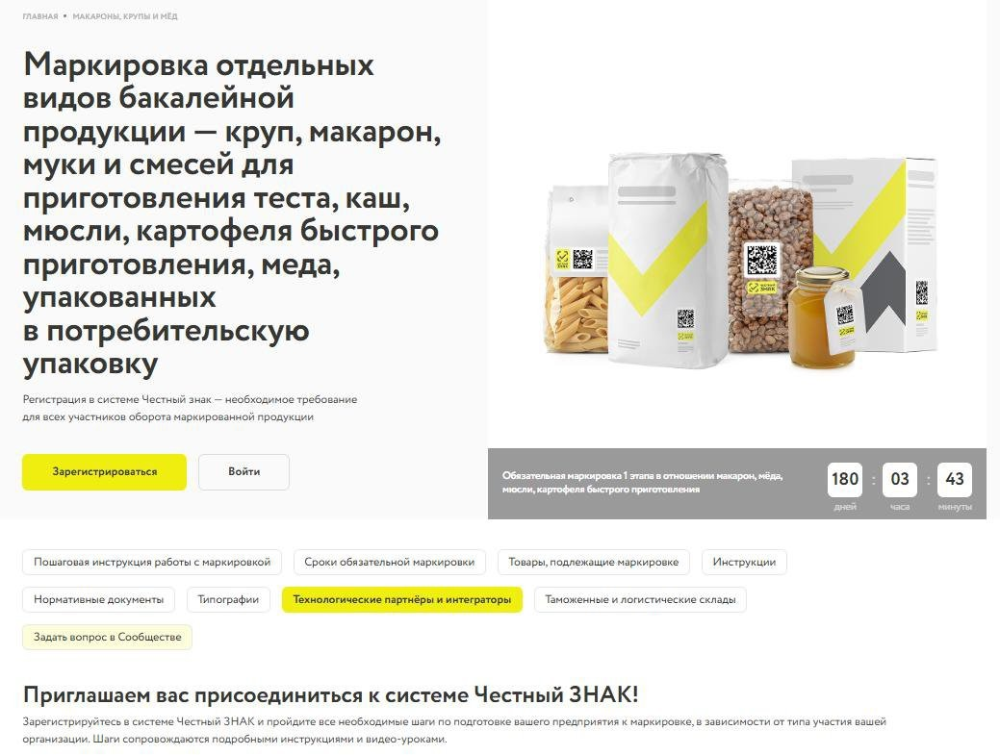 ГЛАВНАЯ • МАКАРОНЫ, КРУПЫ И МЁД
Маркировка отдельных
видов бакалейной
продукции — круп, макарон,
муки и смесей для
приготовления теста, каш,
мюсли, картофеля быстрого
приготовления, меда,
упакованных
в потребительскую
упаковку
Регистрация в системе Честный знак — необходимое требование
для всех участников оборота маркированной продукции
Зарегистрироваться
Войти
ЧЕСТНЫЙ
ЗНАК
Обязательная маркировка 1 этапа в отношении макарон, мёда,
мюсли, картофеля быстрого приготовления
180 : 03 : 43
дней часа минуты
Пошаговая инструкция работы с маркировкой
Сроки обязательной маркировки
Товары, подлежащие маркировке
Инструкции
Нормативные документы
Типографии
Технологические партнёры и интеграторы
Таможенные и логистические склады
Задать вопрос в Сообществе
Приглашаем вас присоединиться к системе Честный ЗНАК!
Зарегистрируйтесь в системе Честный ЗНАК и пройдите все необходимые шаги по подготовке вашего предприятия к маркировке, в зависимости от типа участия вашей
организации. Шаги сопровождаются подробными инструкциями и видео-уроками.